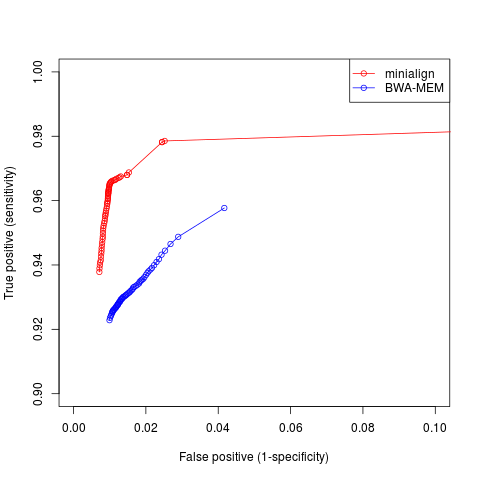 minialign
BWA-MEM
1.00
0.98
0.96
0.94
0.92
0.90
True positive (sensitivity)
0.00 0.02 0.04 0.06 0.08 0.10
False positive (1-specificity)